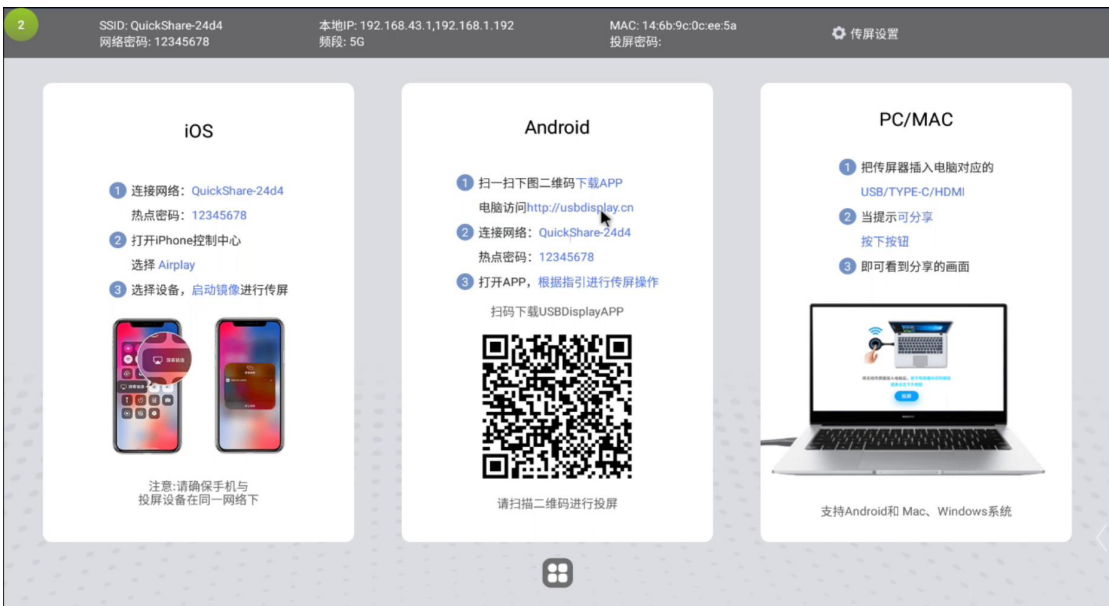 2
SSID: QuickShare-24d4
网络密码: 12345678
本地IP: 192.168.43.1,192.168.1.192
频段: 5G
MAC: 14:6b:9c:0c:ee:5a
投屏密码:
传屏设置
iOS
1 连接网络：QuickShare-24d4
热点密码：12345678
2 打开iPhone控制中心
选择 Airplay
3 选择设备，启动镜像进行传屏
注意:请确保手机与
投屏设备在同一网络下
Android
1 扫一扫下图二维码下载APP
电脑访问http://usbdisplay.cn
2 连接网络：QuickShare-24d4
热点密码：12345678
3 打开APP，根据指引进行传屏操作
扫码下载USBDisplayAPP
请扫描二维码进行投屏
PC/MAC
1 把传屏器插入电脑对应的
USB/TYPE-C/HDMI
2 当提示可分享
按下按钮
3 即可看到分享的画面
支持Android和 Mac、Windows系统